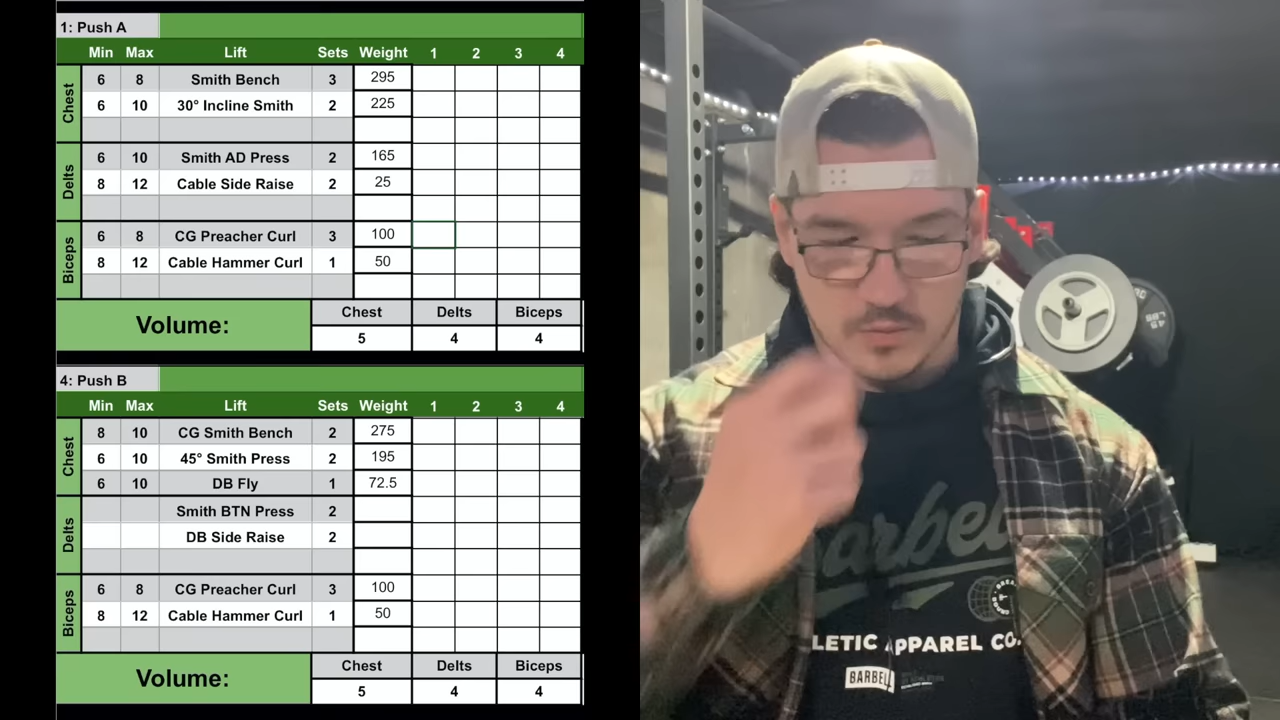 1: Push A
Min Max Lift Sets Weight 1 2 3 4
Chest
6 8 Smith Bench 3 295
6 10 30° Incline Smith 2 225
Delts
6 10 Smith AD Press 2 165
8 12 Cable Side Raise 2 25
Biceps
6 8 CG Preacher Curl 3 100
8 12 Cable Hammer Curl 1 50
Volume:
Chest Delts Biceps
5 4 4
4: Push B
Min Max Lift Sets Weight 1 2 3 4
Chest
8 10 CG Smith Bench 2 275
6 10 45° Smith Press 2 195
6 10 DB Fly 1 72.5
Delts
Smith BTN Press 2
DB Side Raise 2
Biceps
6 8 CG Preacher Curl 3 100
8 12 Cable Hammer Curl 1 50
Volume:
Chest Delts Biceps
5 4 4
45
LBS
arbel
LETIC APPAREL CO.
BARBELL